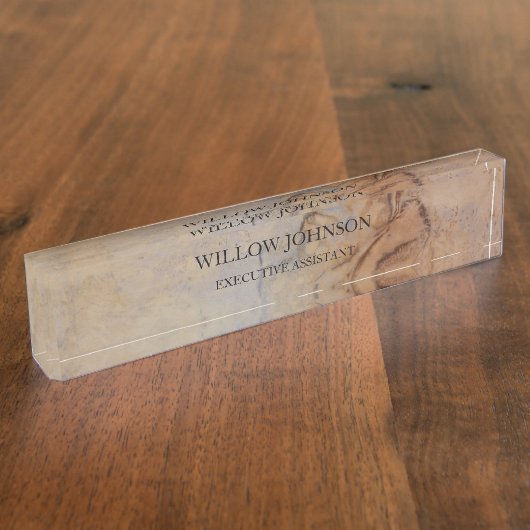 WILLOW JOHNSON
EXECUTIVE ASSISTANT